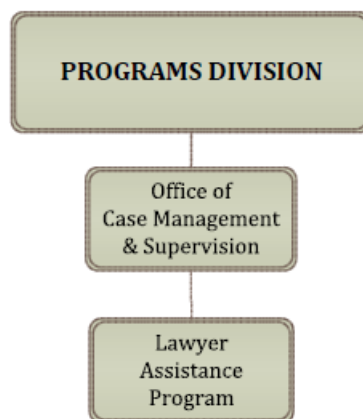 PROGRAMS DIVISION
Office of
Case Management
& Supervision
Lawyer
Assistance
Program